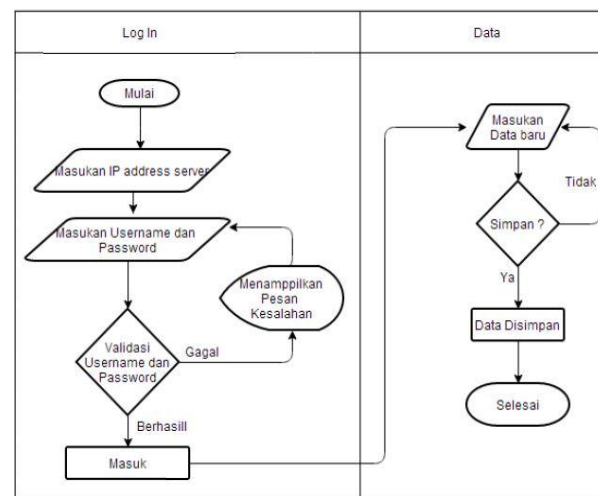 Log In
Data
Mulai
Masukan IP address server
Masukan Username dan
Password
Menamppilkan
Pesan
Kesalahan
Validasi
Username dan
Password
Gagal
Berhasill
Masuk
Masukan
Data baru
Tidak
Simpan ?
Ya
Data Disimpan
Selesai